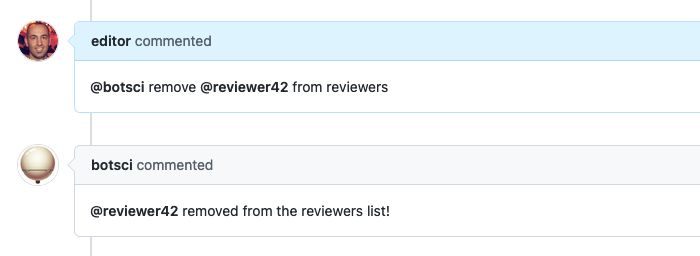 editor commented
@botsci remove @reviewer42 from reviewers
botsci commented
@reviewer42 removed from the reviewers list!